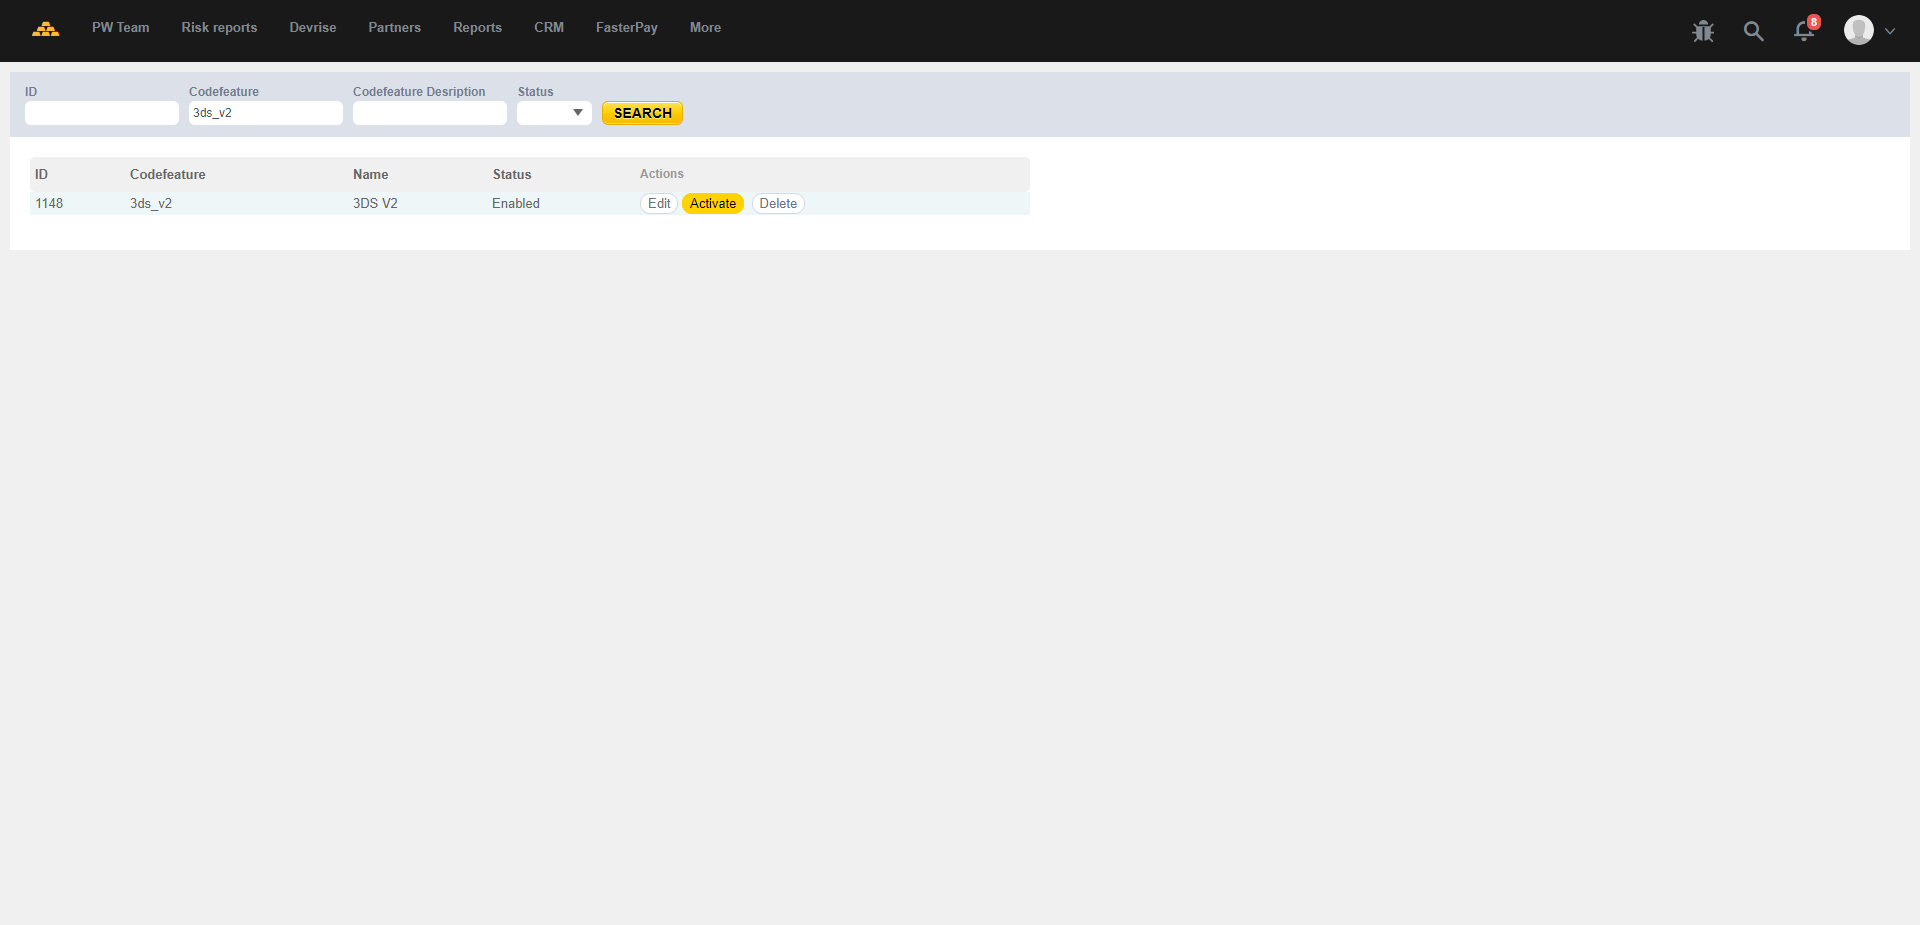 PW Team Risk reports Devrise Partners Reports CRM FasterPay More 8
ID Codefeature Codefeature Desription Status
3ds_v2 SEARCH
ID Codefeature Name Status Actions
1148 3ds_v2 3DS V2 Enabled Edit Activate Delete